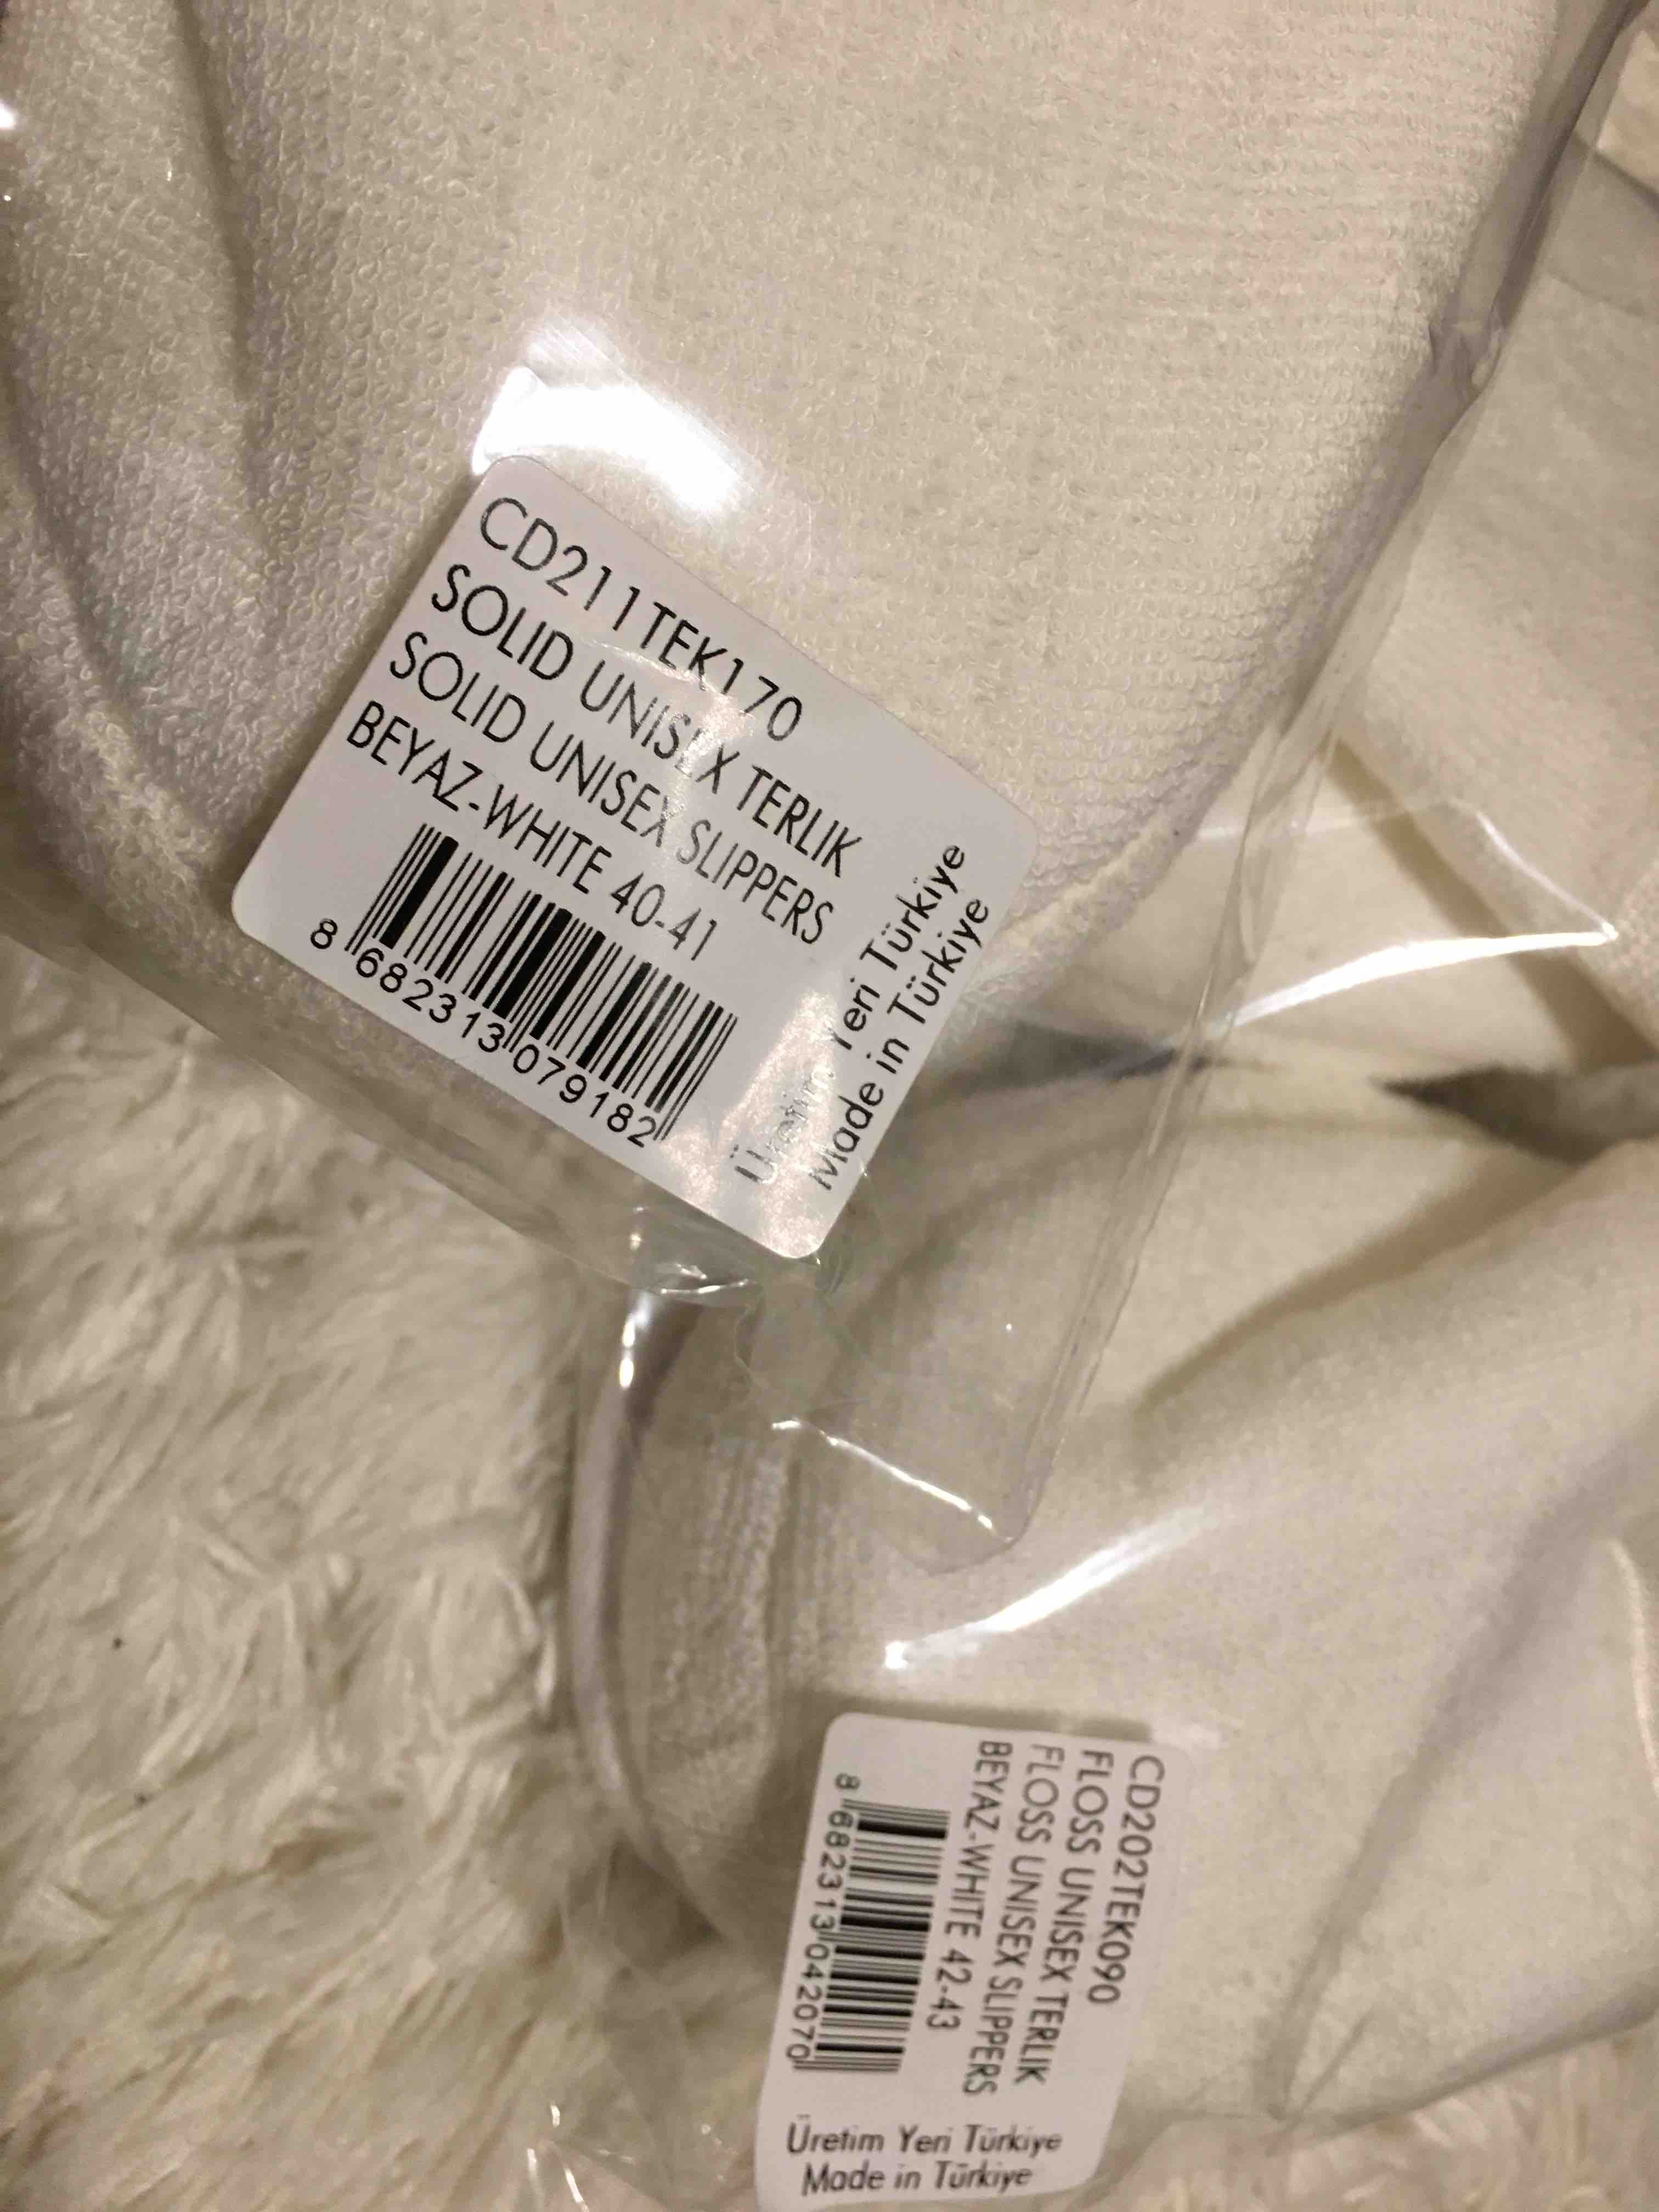 CD211TEK170
SOLID UNISEX TERLIK
SOLID UNISEX SLIPPERS
BEYAZ-WHITE 40-41
8 682313 079182
Üretim Yeri Türkiye
Made in Türkiye
CD202TEK090
FLOSS UNISEX TERLIK
FLOSS UNISEX SLIPPERS
BEYAZ-WHITE 42-43
8 682313 042070
Üretim Yeri Türkiye
Made in Türkiye